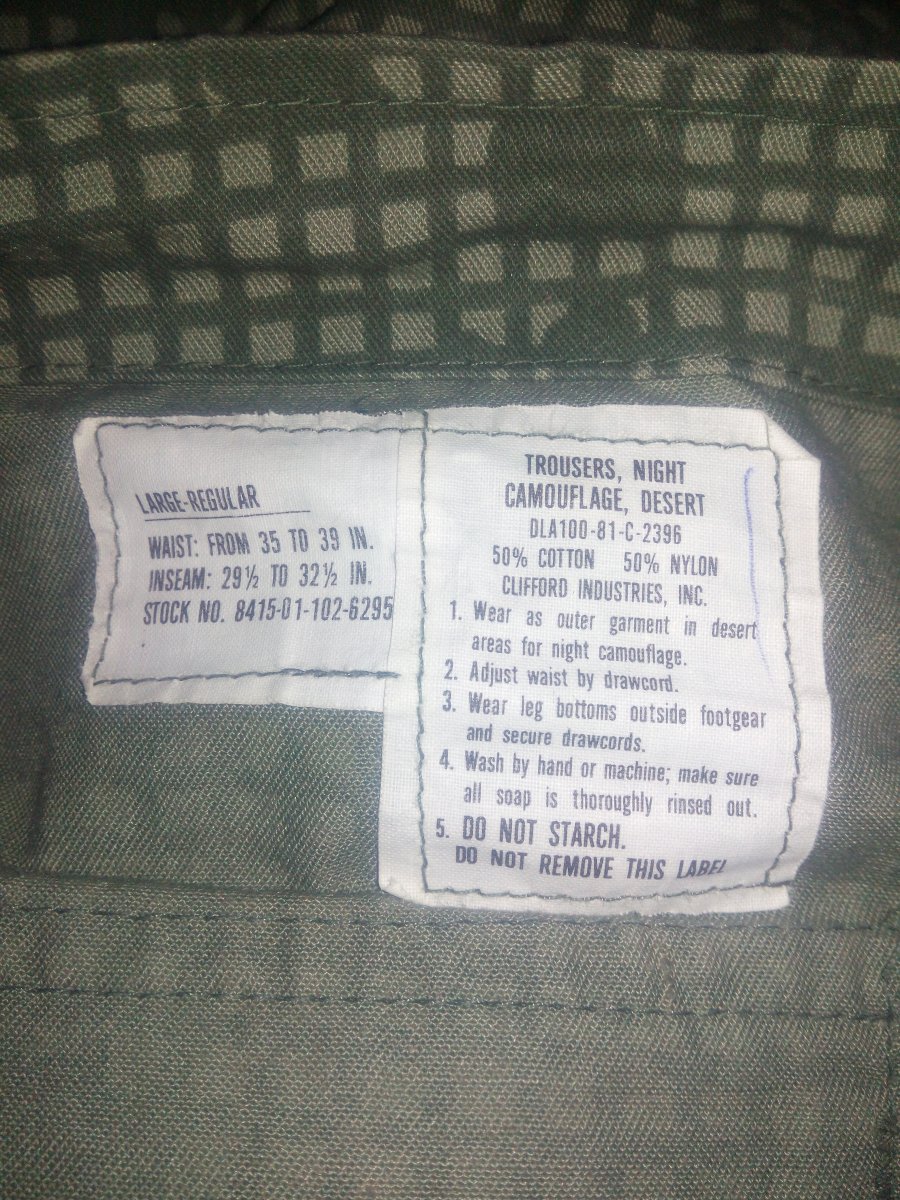 LARGE-REGULAR
WAIST: FROM 35 TO 39 IN.
INSEAM: 29½ TO 32½ IN.
STOCK NO. 8415-01-102-6295
TROUSERS, NIGHT
CAMOUFLAGE, DESERT
DLA100-81-C-2396
50% COTTON 50% NYLON
CLIFFORD INDUSTRIES, INC.
1. Wear as outer garment in desert
areas for night camouflage.
2. Adjust waist by drawcord.
3. Wear leg bottoms outside footgear
and secure drawcords.
4. Wash by hand or machine; make sure
all soap is thoroughly rinsed out.
5. DO NOT STARCH.
DO NOT REMOVE THIS LABEL